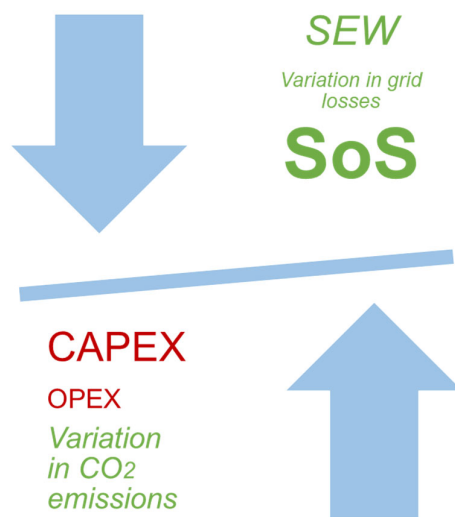 SEW
Variation in grid
losses
SoS
CAPEX
OPEX
Variation
in CO2
emissions